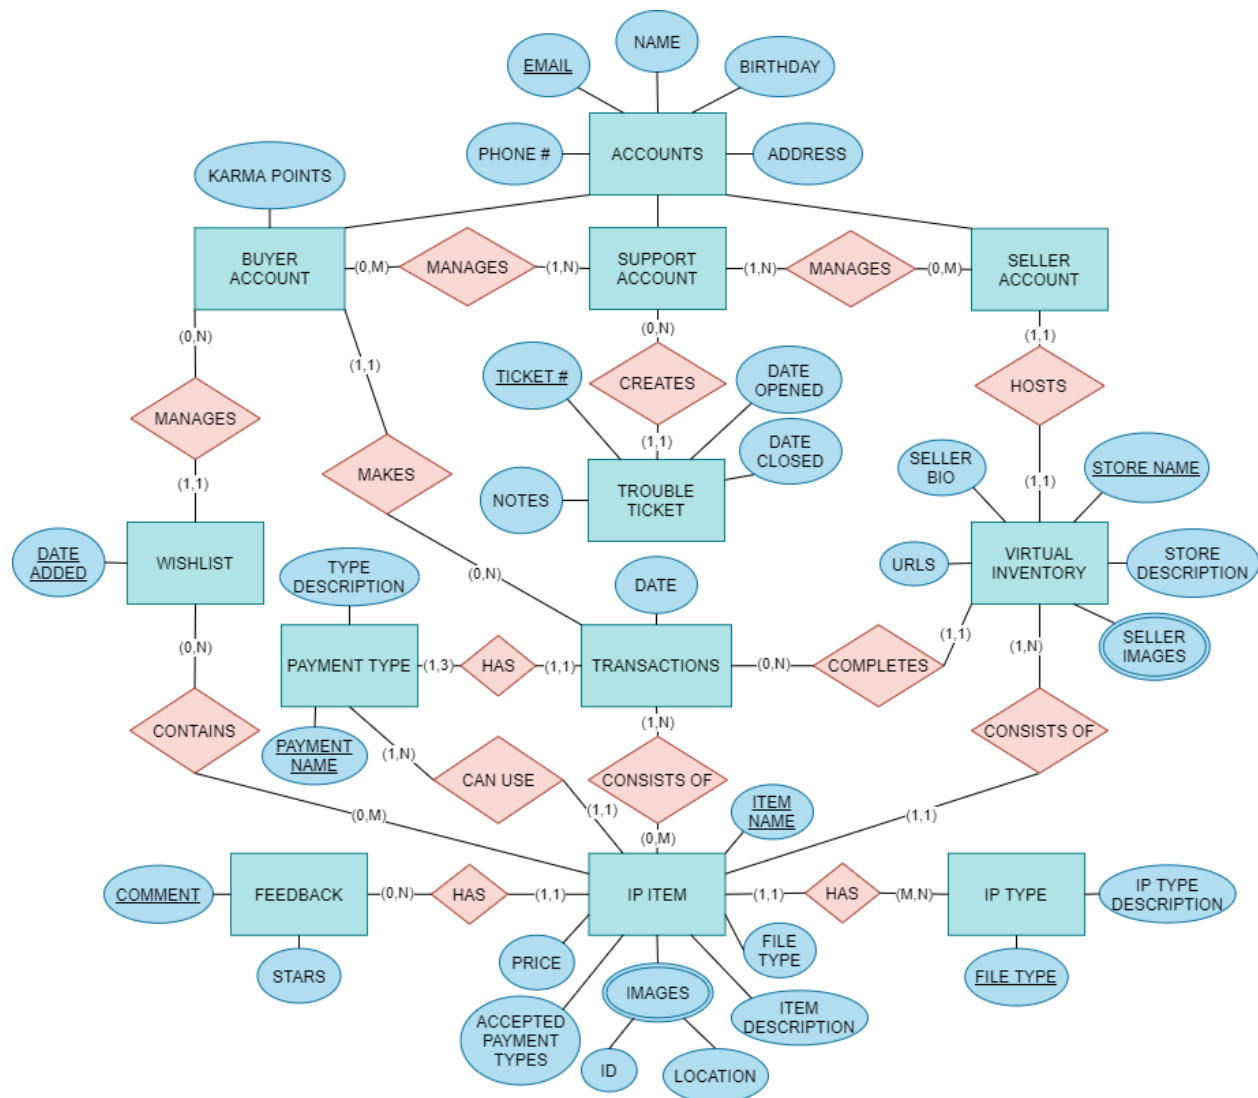 NAME
EMAIL
BIRTHDAY
PHONE #
ACCOUNTS
ADDRESS
KARMA POINTS
BUYER
ACCOUNT
(0,M)
MANAGES
(1,N)
SUPPORT
ACCOUNT
(1,N)
MANAGES
(0,M)
SELLER
ACCOUNT
(0,N)
(1,1)
(0,N)
(1,1)
TICKET #
CREATES
DATE
OPENED
HOSTS
MANAGES
(1,1)
DATE
CLOSED
MAKES
SELLER
BIO
STORE NAME
(1,1)
NOTES
TROUBLE
TICKET
(1,1)
DATE
ADDED
WISHLIST
TYPE
DESCRIPTION
(0,N)
DATE
URLS
VIRTUAL
INVENTORY
STORE
DESCRIPTION
(0,N)
PAYMENT TYPE
(1,3)
HAS
(1,1)
TRANSACTIONS
(0,N)
COMPLETES
(1,1)
(1,N)
SELLER
IMAGES
CONTAINS
PAYMENT
NAME
(1,N)
(1,N)
CONSISTS OF
CAN USE
CONSISTS OF
(0,M)
(1,1)
(0,M)
ITEM
NAME
(1,1)
COMMENT
FEEDBACK
(0,N)
HAS
(1,1)
IP ITEM
(1,1)
HAS
(M,N)
IP TYPE
IP TYPE
DESCRIPTION
STARS
PRICE
FILE
TYPE
FILE TYPE
IMAGES
ACCEPTED
PAYMENT
TYPES
ITEM
DESCRIPTION
ID
LOCATION